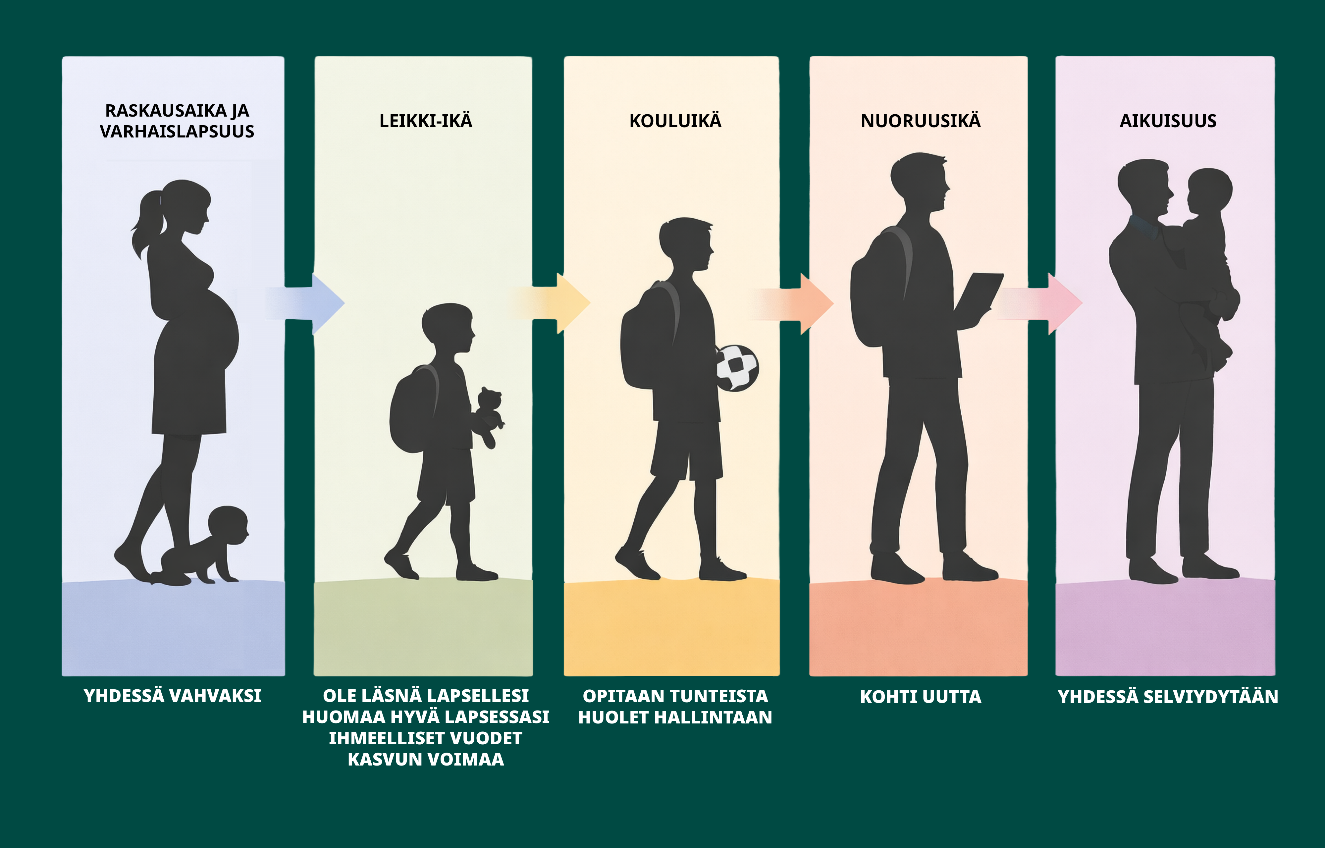 RASKAUSAIKA JA
VARHAISLAPSUUS
LEIKKI-IKÄ
KOULUIKÄ
NUORUUSIKÄ
AIKUISUUS
YHDESSÄ VAHVAKSI
OLE LÄSNÄ LAPSELLESI
HUOMAA HYVÄ LAPSESSASI
IHMEELLISET VUODET
KASVUN VOIMAA
OPITAAN TUNTEISTA
HUOLET HALLINTAAN
KOHTI UUTTA
YHDESSÄ SELVIYDYTÄÄN